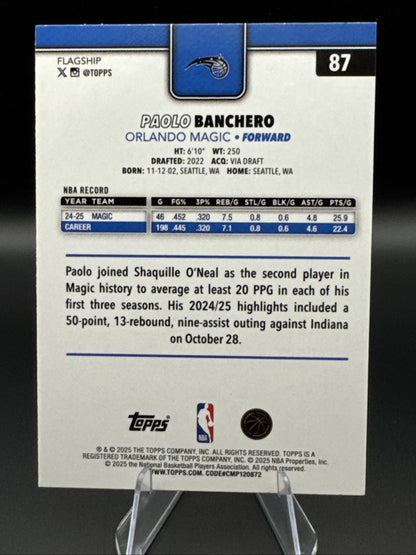 FLAGSHIP
X @TOPPS
87
PAOLO BANCHERO
ORLANDO MAGIC • FORWARD
HT: 6'10" WT: 250
DRAFTED: 2022 ACQ: VIA DRAFT
BORN: 11-12-02, SEATTLE, WA HOME: SEATTLE, WA
NBA RECORD
YEAR TEAM G FG% 3P% REB/G STL/G BLK/G AST/G PTS/G
24-25 MAGIC 46 .452 .320 7.5 0.8 0.6 4.8 25.9
CAREER 198 .445 .320 7.1 0.8 0.6 4.6 22.4
Paolo joined Shaquille O'Neal as the second player in
Magic history to average at least 20 PPG in each of his
first three seasons. His 2024/25 highlights included a
50-point, 13-rebound, nine-assist outing against Indiana
on October 28.
Topps
NBA
® & © 2025 THE TOPPS COMPANY, INC. ALL RIGHTS RESERVED. TOPPS IS A
REGISTERED TRADEMARK OF THE TOPPS COMPANY, INC. © 2025 NBA Properties, Inc.
© 2025 the National Basketball Players Association. All rights reserved.
WWW.TOPPS.COM. CODE#CMP120872